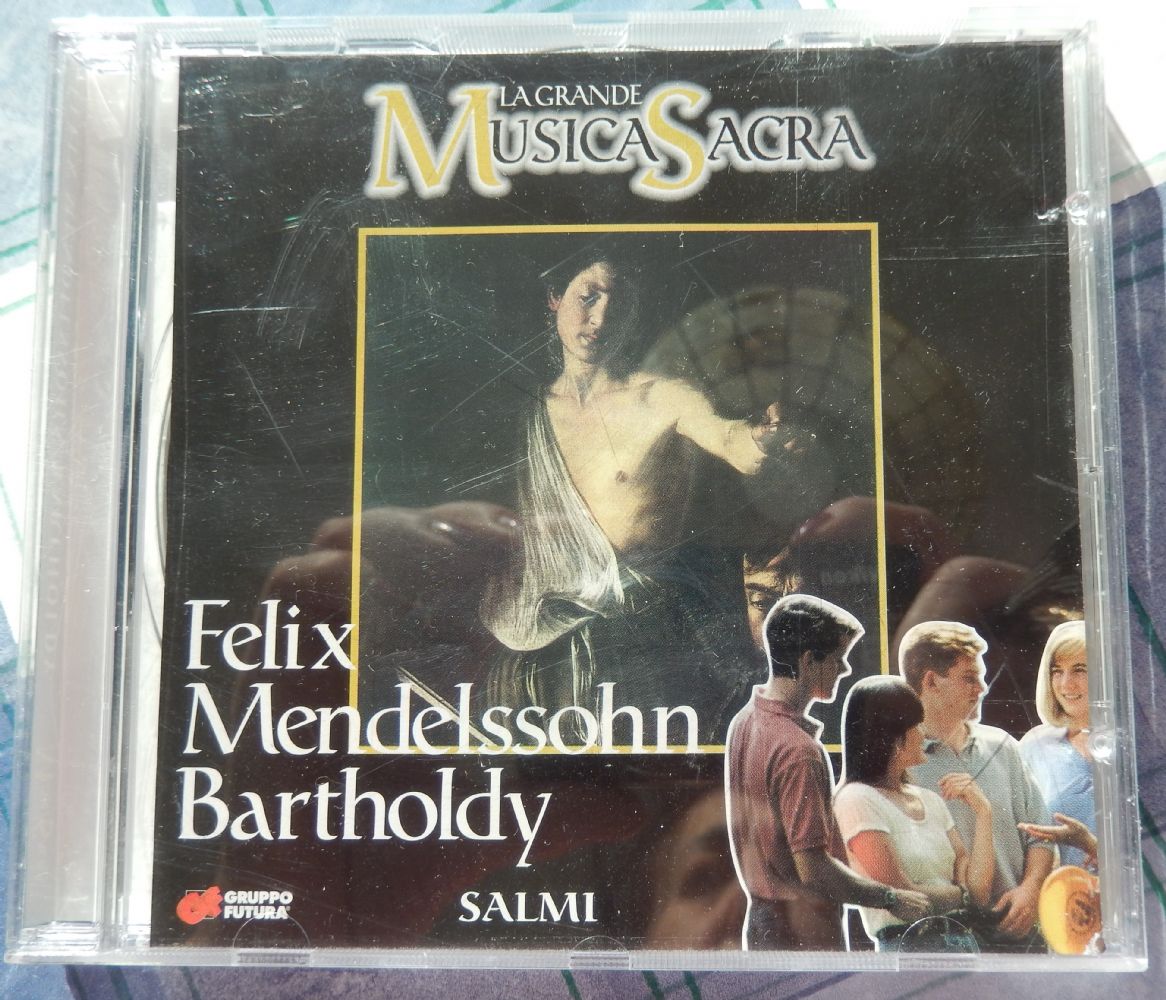 LA GRANDE
MUSICA SACRA
Felix
Mendelssohn
Bartholdy
GRUPPO
FUTURA
SALMI